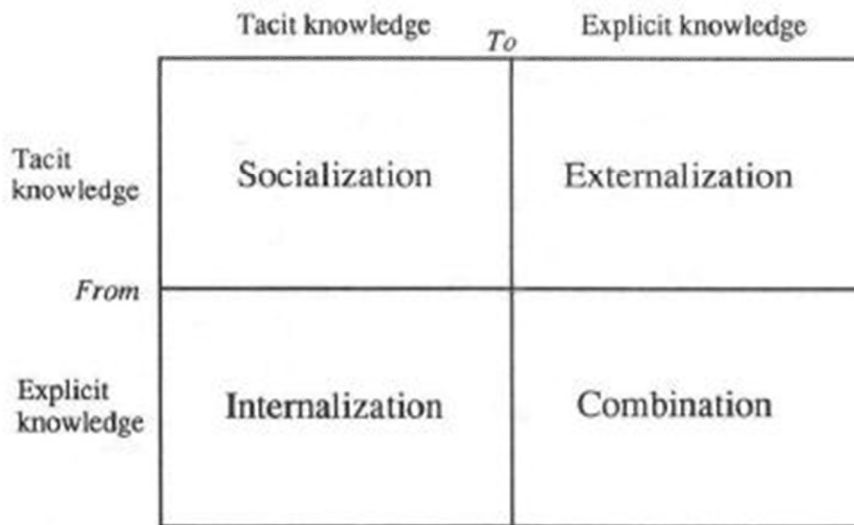 Tacit knowledge To Explicit knowledge
Tacit
knowledge
Socialization Externalization
From
Explicit
knowledge
Internalization Combination